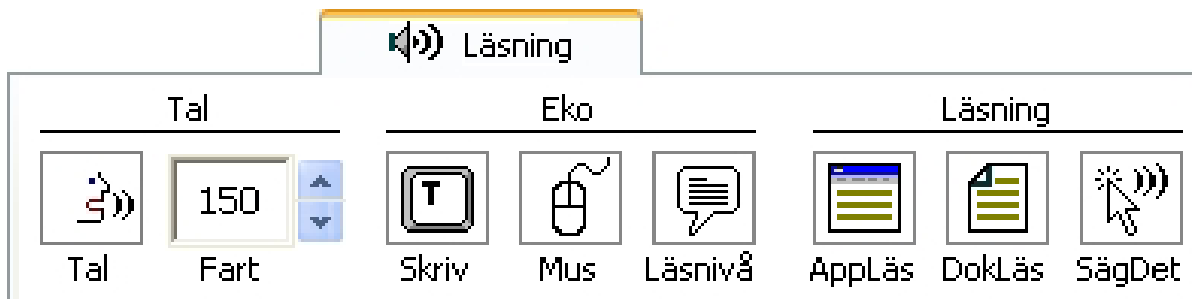 Läsning
Tal Eko Läsning
150
T
Tal Fart Skriv Mus Läsnivå AppLäs DokLäs SägDet